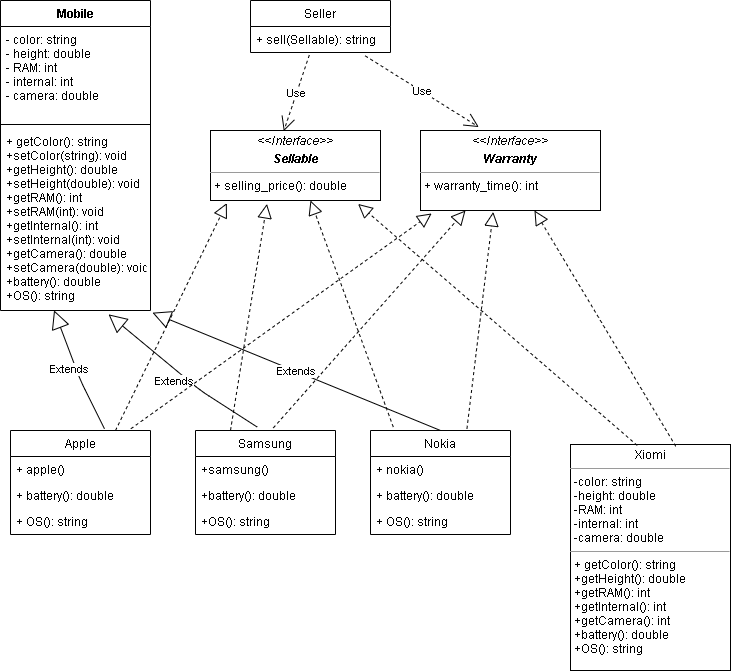 Mobile
- color: string
- height: double
- RAM: int
- internal: int
- camera: double
+ getColor(): string
+setColor(string): void
+getHeight(): double
+setHeight(double): void
+getRAM(): int
+setRAM(int): void
+getInternal(): int
+setInternal(int): void
+getCamera(): double
+setCamera(double): void
+battery(): double
+OS(): string
Seller
+ sell(Sellable): string
Use
Use
<<Interface>>
Sellable
+ selling_price(): double
<<Interface>>
Warranty
+ warranty_time(): int
Extends
Extends
Extends
Apple
+ apple()
+ battery(): double
+ OS(): string
Samsung
+samsung()
+battery(): double
+OS(): string
Nokia
+ nokia()
+ battery(): double
+ OS(): string
Xiomi
-color: string
-height: double
-RAM: int
-internal: int
-camera: double
+ getColor(): string
+getHeight(): double
+getRAM(): int
+getInternal(): int
+getCamera(): int
+battery(): double
+OS(): string